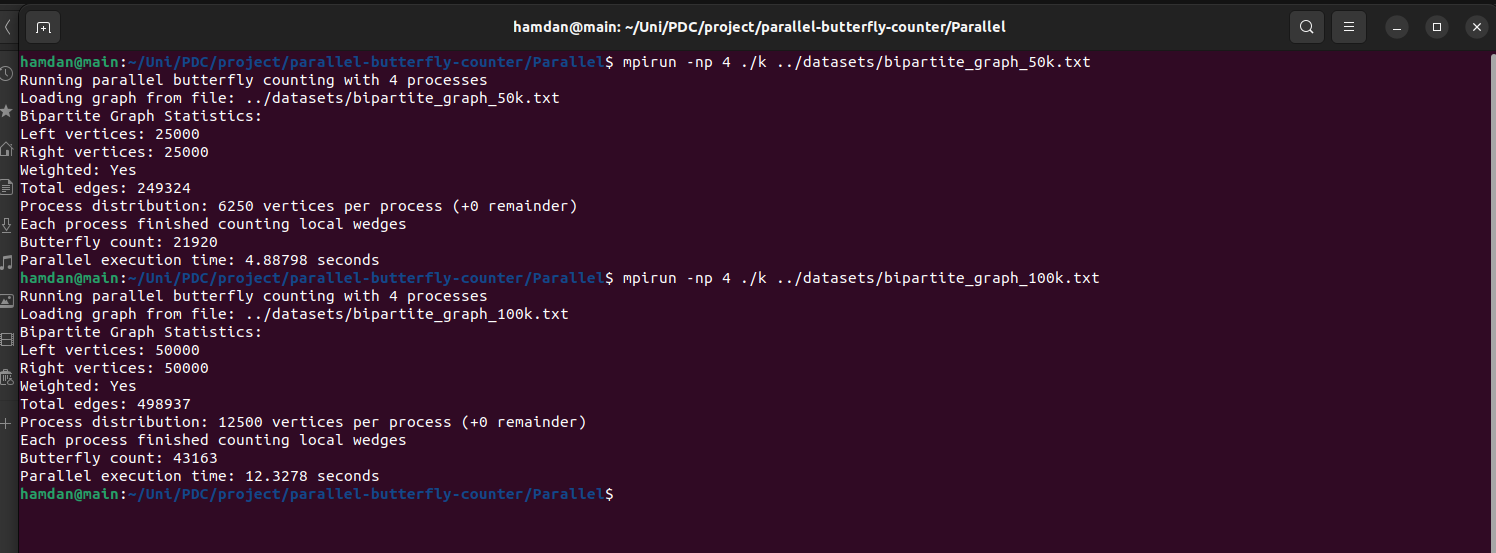 hamdan@main: ~/Uni/PDC/project/parallel-butterfly-counter/Parallel
hamdan@main:~/Uni/PDC/project/parallel-butterfly-counter/Parallel$ mpirun -np 4 ./k ../datasets/bipartite_graph_50k.txt
Running parallel butterfly counting with 4 processes
Loading graph from file: ../datasets/bipartite_graph_50k.txt
Bipartite Graph Statistics:
Left vertices: 25000
Right vertices: 25000
Weighted: Yes
Total edges: 249324
Process distribution: 6250 vertices per process (+0 remainder)
Each process finished counting local wedges
Butterfly count: 21920
Parallel execution time: 4.88798 seconds
hamdan@main:~/Uni/PDC/project/parallel-butterfly-counter/Parallel$ mpirun -np 4 ./k ../datasets/bipartite_graph_100k.txt
Running parallel butterfly counting with 4 processes
Loading graph from file: ../datasets/bipartite_graph_100k.txt
Bipartite Graph Statistics:
Left vertices: 50000
Right vertices: 50000
Weighted: Yes
Total edges: 498937
Process distribution: 12500 vertices per process (+0 remainder)
Each process finished counting local wedges
Butterfly count: 43163
Parallel execution time: 12.3278 seconds
hamdan@main:~/Uni/PDC/project/parallel-butterfly-counter/Parallel$